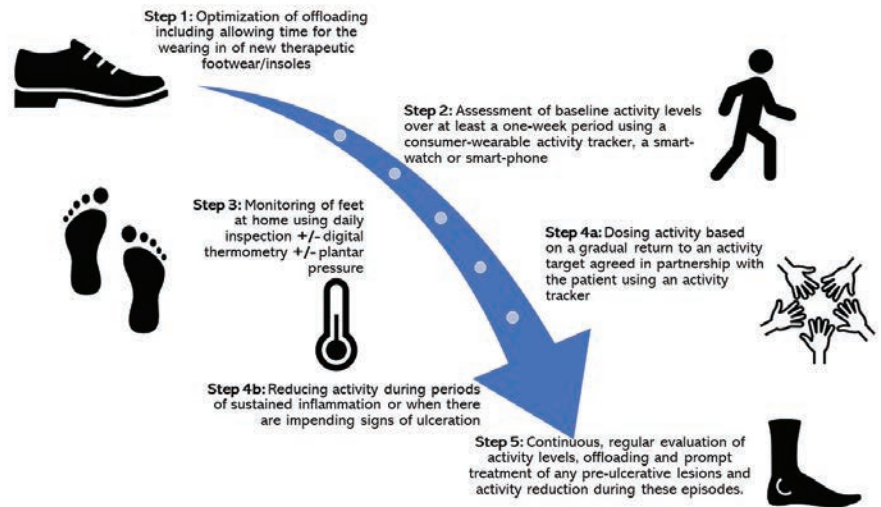 Step 1: Optimization of offloading
including allowing time for the
wearing in of new therapeutic
footwear/insoles
Step 2: Assessment of baseline activity levels
over at least a one-week period using a
consumer-wearable activity tracker, a smart-
watch or smart-phone
Step 3: Monitoring of feet
at home using daily
inspection +/- digital
thermometry +/- plantar
pressure
Step 4a: Dosing activity based
on a gradual return to an activity
target agreed in partnership with
the patient using an activity
tracker
Step 4b: Reducing activity during periods
of sustained inflammation or when there
are impending signs of ulceration
Step 5: Continuous, regular evaluation of
activity levels, offloading and prompt
treatment of any pre-ulcerative lesions and
activity reduction during these episodes.